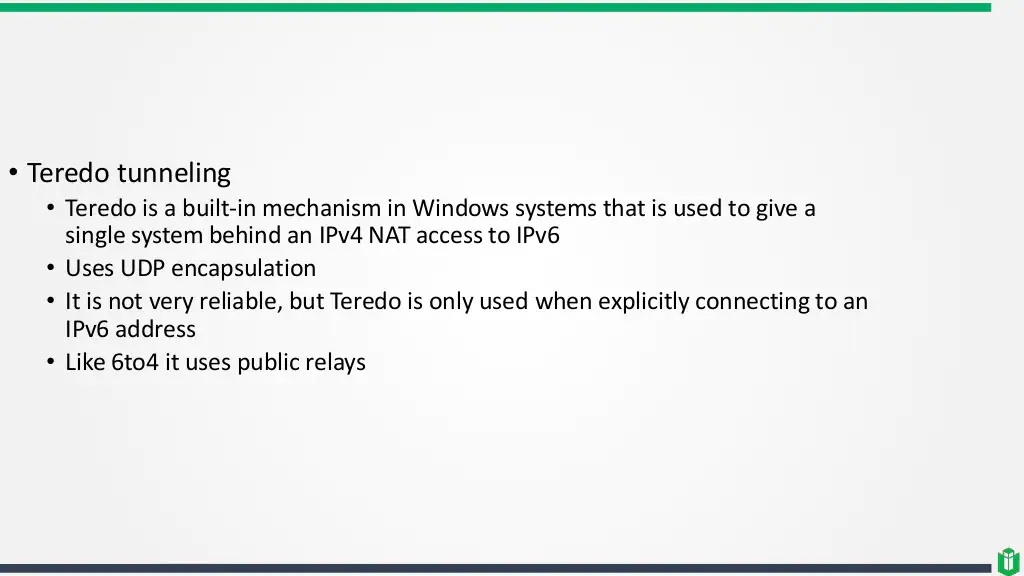 • Teredo tunneling
• Teredo is a built-in mechanism in Windows systems that is used to give a
single system behind an IPv4 NAT access to IPv6
• Uses UDP encapsulation
• It is not very reliable, but Teredo is only used when explicitly connecting to an
IPv6 address
• Like 6to4 it uses public relays